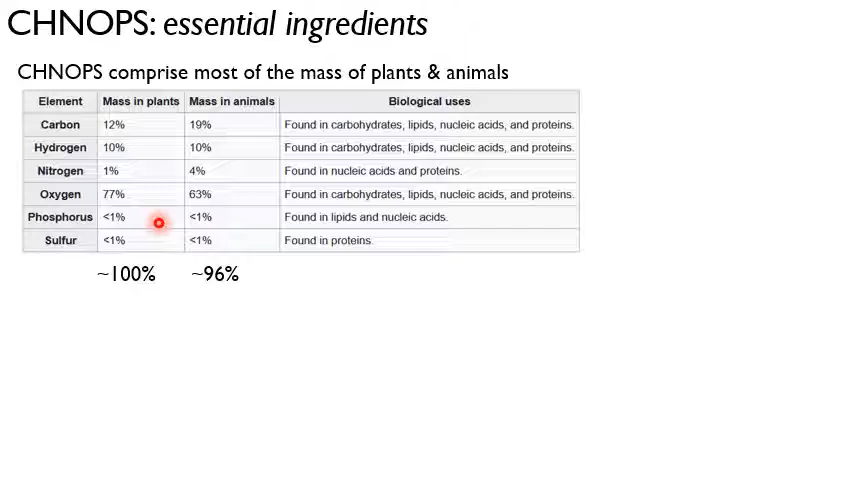 CHNOPS: essential ingredients
CHNOPS comprise most of the mass of plants & animals
Element Mass in plants Mass in animals Biological uses
Carbon 12% 19% Found in carbohydrates, lipids, nucleic acids, and proteins.
Hydrogen 10% 10% Found in carbohydrates, lipids, nucleic acids, and proteins.
Nitrogen 1% 4% Found in nucleic acids and proteins.
Oxygen 77% 63% Found in carbohydrates, lipids, nucleic acids, and proteins.
Phosphorus <1% <1% Found in lipids and nucleic acids.
Sulfur <1% <1% Found in proteins.
~100% ~96%